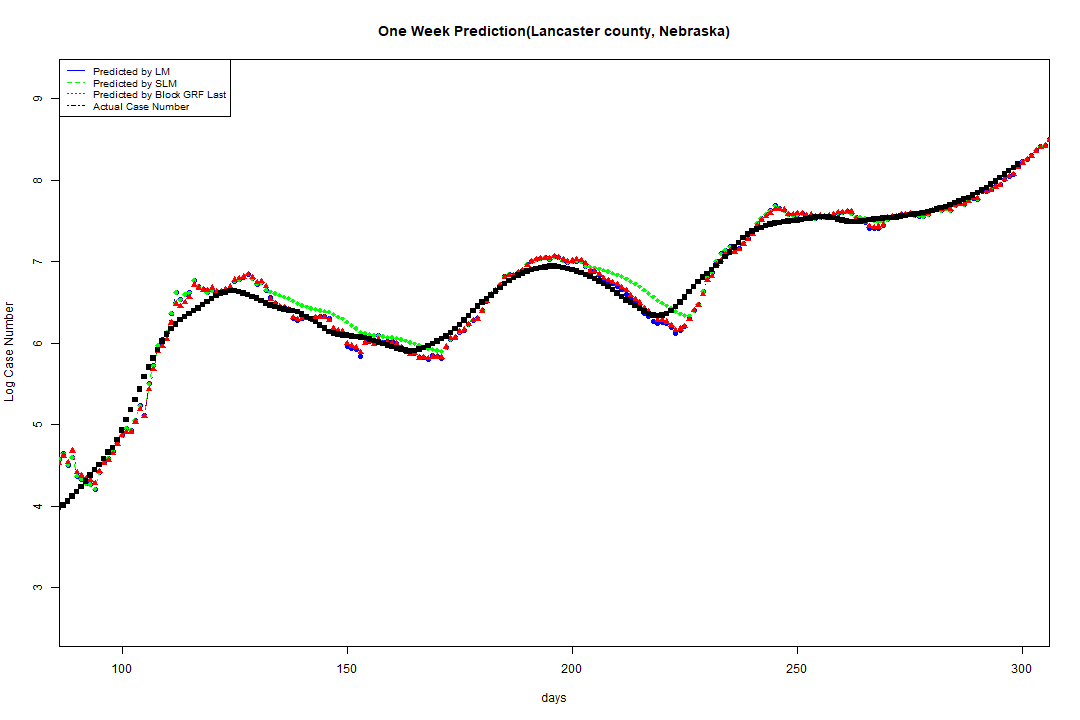 One Week Prediction(Lancaster county, Nebraska)
Predicted by LM
Predicted by SLM
Predicted by Block GRF Last
Actual Case Number
9
8
7
6
5
4
3
Log Case Number
100
150
200
250
300
days